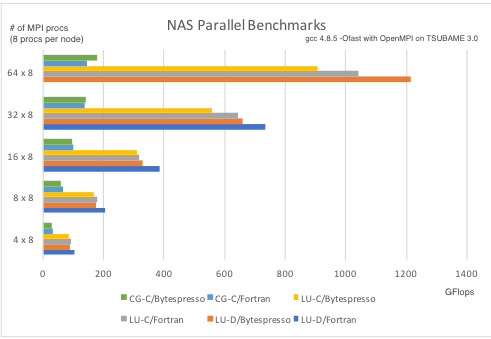 NAS Parallel Benchmarks
# of MPI procs
(8 procs per node)
gcc 4.8.5 -Ofast with OpenMPI on TSUBAME 3.0
64 x 8
32 x 8
16 x 8
8 x 8
4 x 8
0 200 400 600 800 1000 1200 1400
GFlops
CG-C/Bytespresso CG-C/Fortran LU-C/Bytespresso
LU-C/Fortran LU-D/Bytespresso LU-D/Fortran